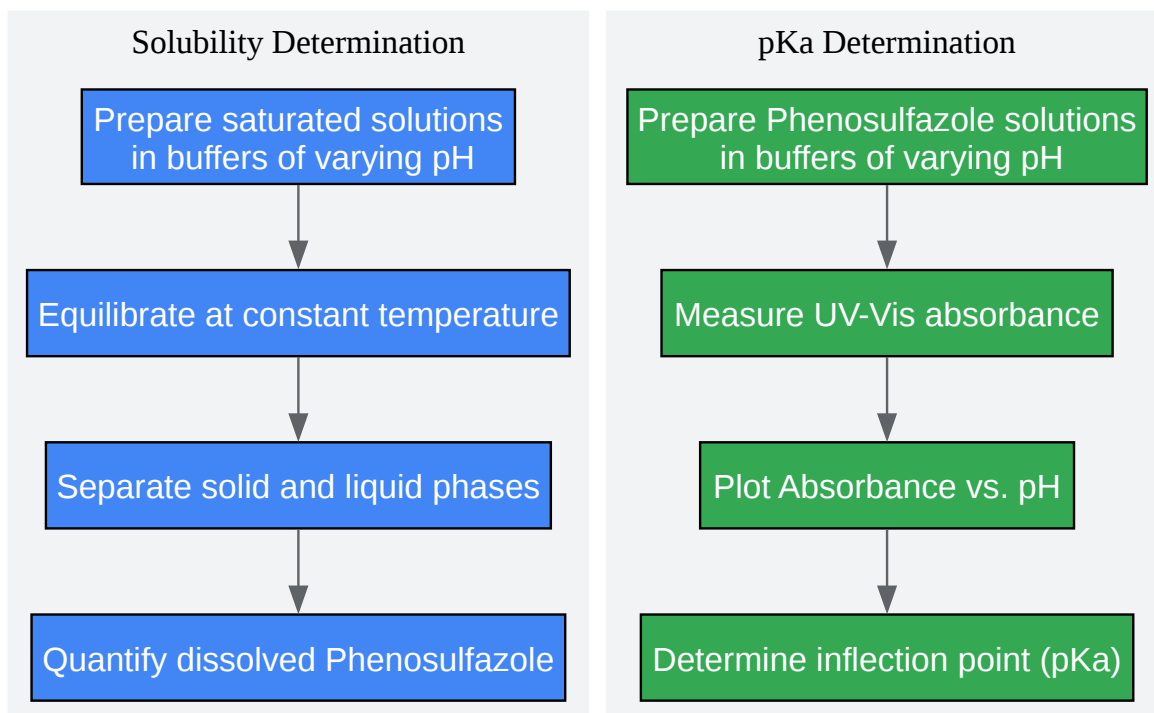 Solubility Determination
Prepare saturated solutions
in buffers of varying pH
Equilibrate at constant temperature
Separate solid and liquid phases
Quantify dissolved Phenosulfazole
pKa Determination
Prepare Phenosulfazole solutions
in buffers of varying pH
Measure UV-Vis absorbance
Plot Absorbance vs. pH
Determine inflection point (pKa)